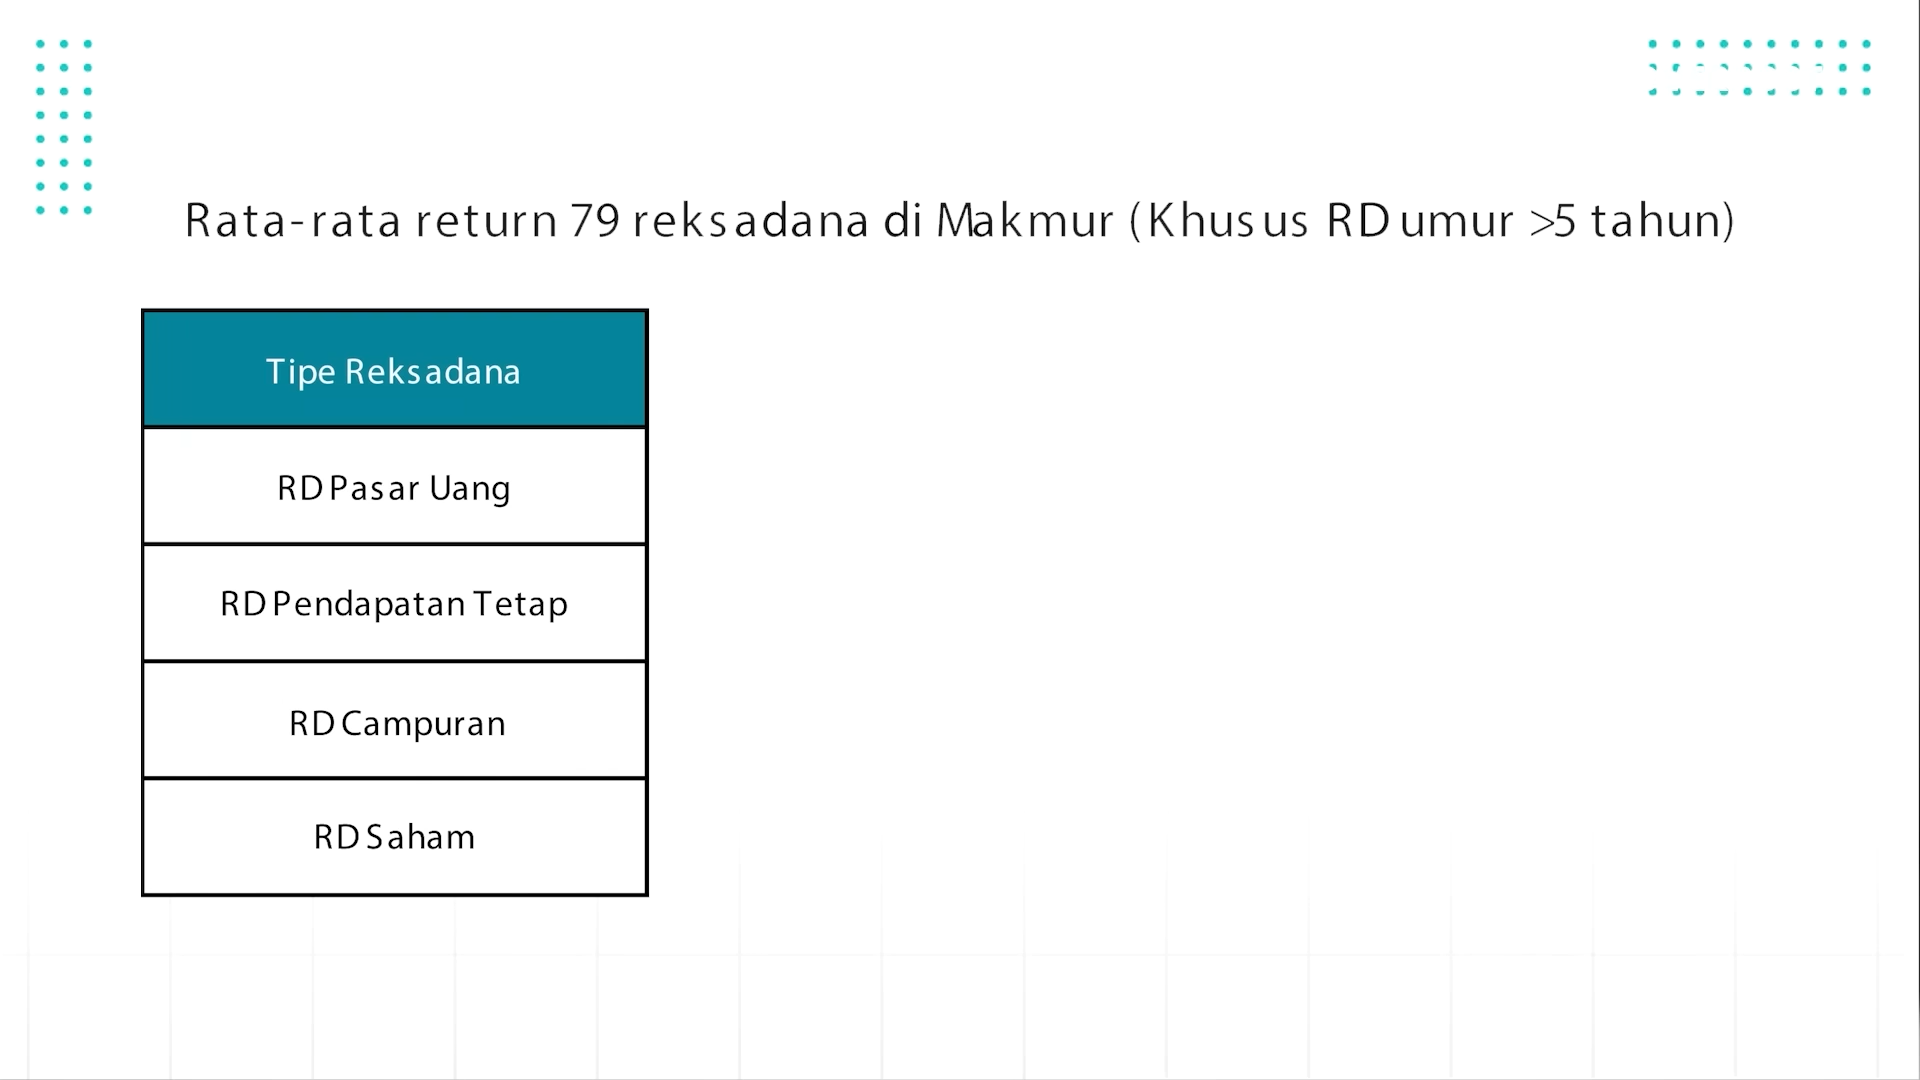 Rata-rata return 79 reksadana di Makmur (Khusus RD umur >5 tahun)
Tipe Reksadana
RD Pasar Uang
RD Pendapatan Tetap
RD Campuran
RD Saham